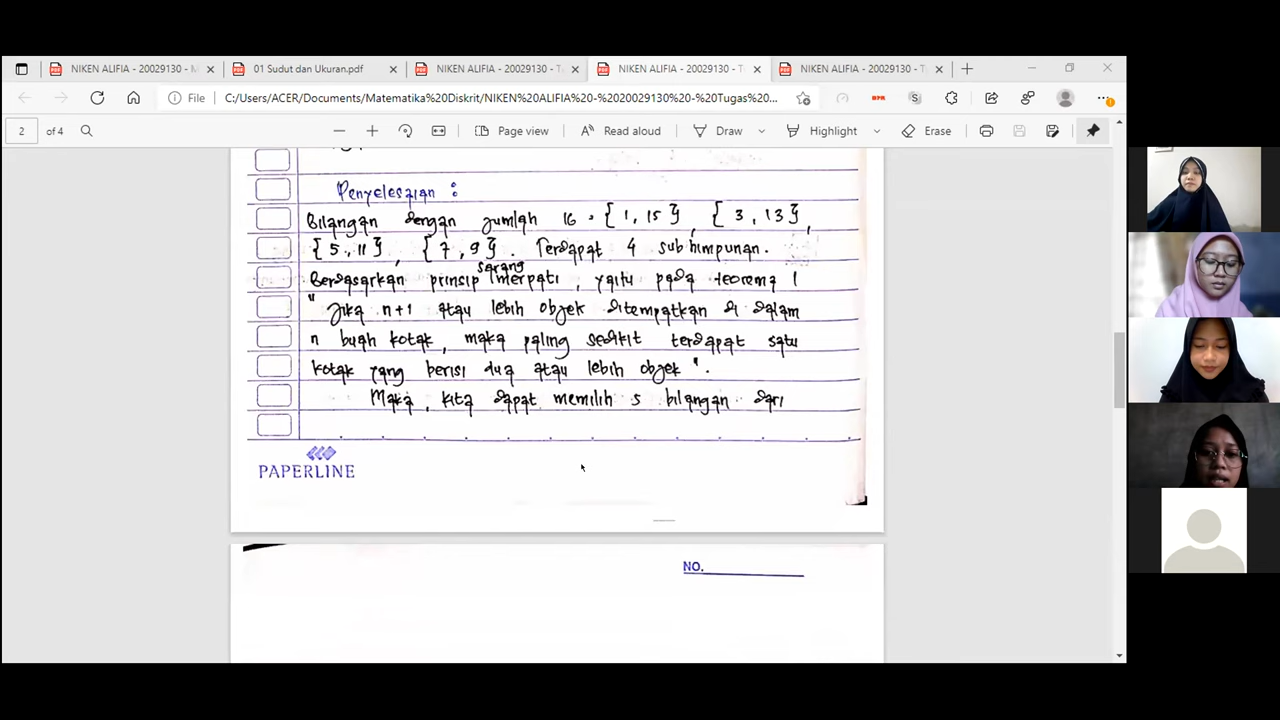 NIKEN ALIFIA - 20029130 - M
01 Sudut dan Ukuran.pdf
NIKEN ALIFIA - 20029130 - T
NIKEN ALIFIA - 20029130 - T
NIKEN ALIFIA - 20029130 - T
File
C:/Users/ACER/Documents/Matematika%20Diskrit/NIKEN%20ALIFIA%20-%2020029130%20-%20Tugas%20...
2 of 4
Page view
Read aloud
Draw
Highlight
Erase
Penyelesaian :
Bilangan dengan jumlah 16 = {1, 15}, {3, 13},
{5, 11}, {7, 9}. Terdapat 4 subhimpunan.
Berdasarkan prinsip sarang merpati, yaitu pada teorema 1
" Jika n+1 atau lebih objek ditempatkan di dalam
n buah kotak, maka paling sedikit terdapat satu
kotak yang berisi dua atau lebih objek ".
Maka, kita dapat memilih 5 bilangan dari
PAPERLINE
NO.